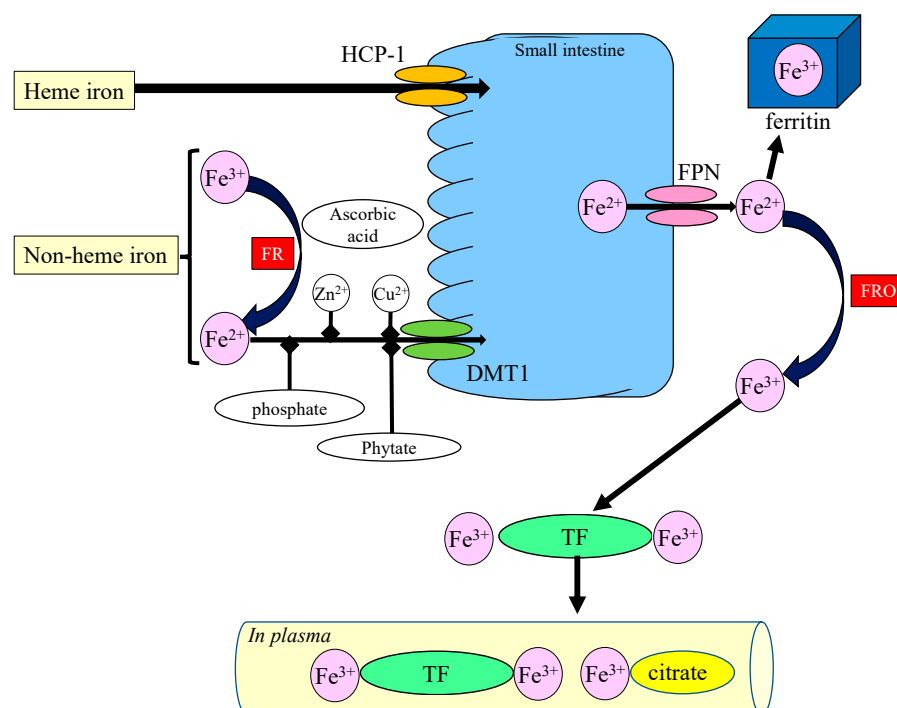 Small intestine
HCP-1
Heme iron
Fe³⁺
ferritin
Fe³⁺
FPN
Ascorbic
acid
Fe²⁺
Fe²⁺
Non-heme iron
FR
FRO
Zn²⁺
Cu²⁺
Fe²⁺
DMT1
Fe³⁺
phosphate
Phytate
Fe³⁺
TF
Fe³⁺
In plasma
Fe³⁺
TF
Fe³⁺
Fe³⁺
citrate